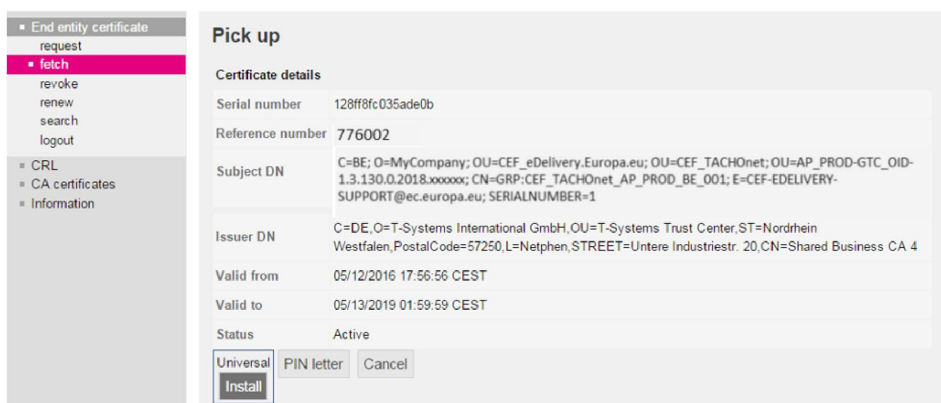 End entity certificate
request
fetch
revoke
renew
search
logout
CRL
CA certificates
Information
Pick up
Certificate details
Serial number 128ff8fc035ade0b
Reference number 776002
Subject DN
C=BE; O=MyCompany; OU=CEF_eDelivery.Europa.eu; OU=CEF_TACHOnet; OU=AP_PROD-GTC_OID-
1.3.130.0.2018.xxxxxx; CN=GRP:CEF_TACHOnet_AP_PROD_BE_001; E=CEF-EDELIVERY-
SUPPORT@ec.europa.eu; SERIALNUMBER=1
Issuer DN
C=DE,O=T-Systems International GmbH,OU=T-Systems Trust Center,ST=Nordrhein
Westfalen,PostalCode=57250,L=Netphen,STREET=Untere Industriestr. 20,CN=Shared Business CA 4
Valid from 05/12/2016 17:56:56 CEST
Valid to 05/13/2019 01:59:59 CEST
Status Active
Universal PIN letter Cancel
Install